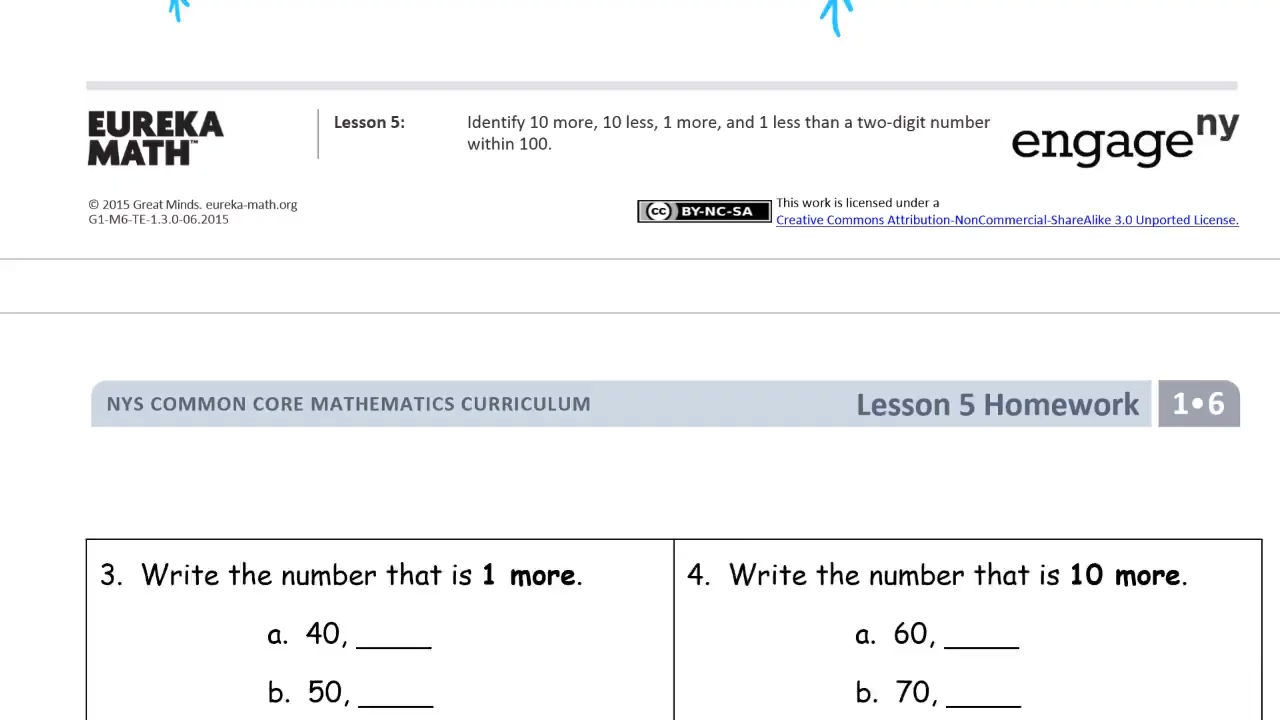 EUREKA
MATH™
Lesson 5:
Identify 10 more, 10 less, 1 more, and 1 less than a two-digit number
within 100.
engage ny
© 2015 Great Minds. eureka-math.org
G1-M6-TE-1.3.0-06.2015
cc BY-NC-SA
This work is licensed under a
Creative Commons Attribution-NonCommercial-ShareAlike 3.0 Unported License.
NYS COMMON CORE MATHEMATICS CURRICULUM
Lesson 5 Homework
1•6
3. Write the number that is 1 more.
a. 40, _____
b. 50, _____
4. Write the number that is 10 more.
a. 60, _____
b. 70, _____